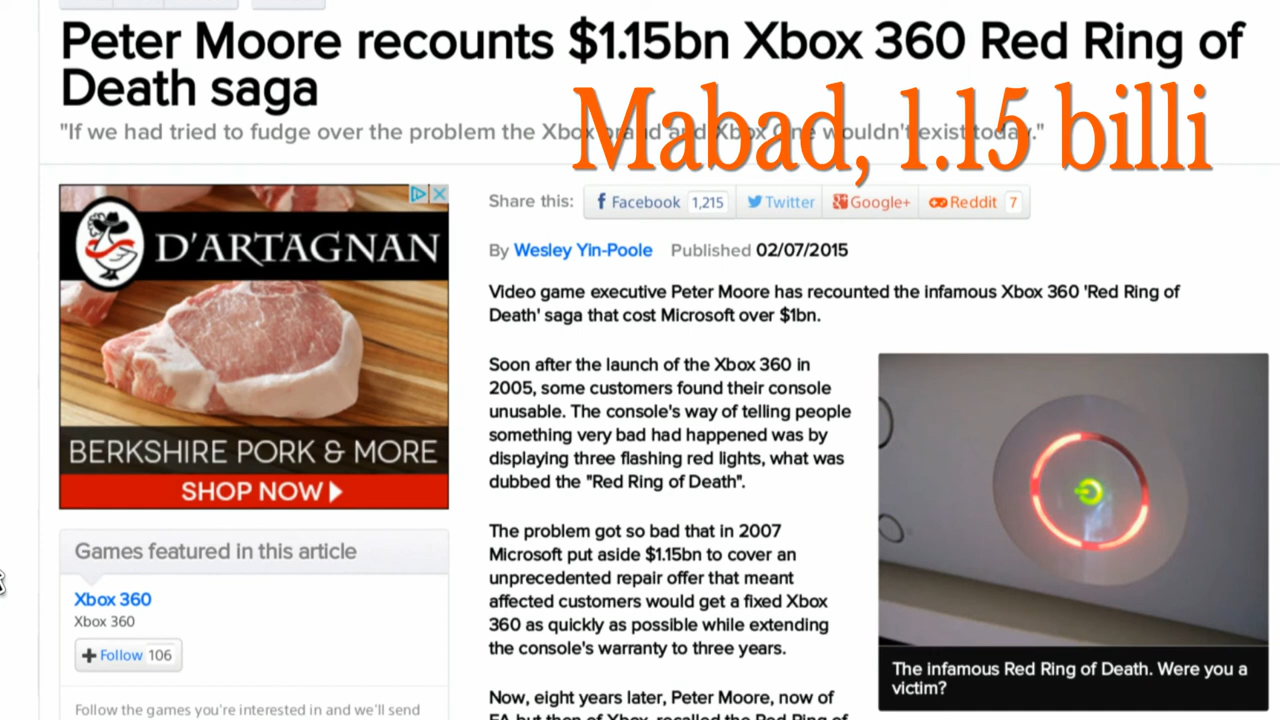 Peter Moore recounts $1.15bn Xbox 360 Red Ring of
Death saga
Mabad, 1.15 billi
"If we had tried to fudge over the problem the Xbox brand and Xbox One wouldn't exist today."
D'ARTAGNAN
BERKSHIRE PORK & MORE
SHOP NOW
Games featured in this article
Xbox 360
Xbox 360
Follow 106
Follow the games you're interested in and we'll send
Share this: Facebook 1,215 Twitter Google+ Reddit 7
By Wesley Yin-Poole Published 02/07/2015
Video game executive Peter Moore has recounted the infamous Xbox 360 'Red Ring of
Death' saga that cost Microsoft over $1bn.
Soon after the launch of the Xbox 360 in
2005, some customers found their console
unusable. The console's way of telling people
something very bad had happened was by
displaying three flashing red lights, what was
dubbed the "Red Ring of Death".
The problem got so bad that in 2007
Microsoft put aside $1.15bn to cover an
unprecedented repair offer that meant
affected customers would get a fixed Xbox
360 as quickly as possible while extending
the console's warranty to three years.
Now, eight years later, Peter Moore, now of
EA but then of Xbox, recalled the Red Ring of
The infamous Red Ring of Death. Were you a
victim?